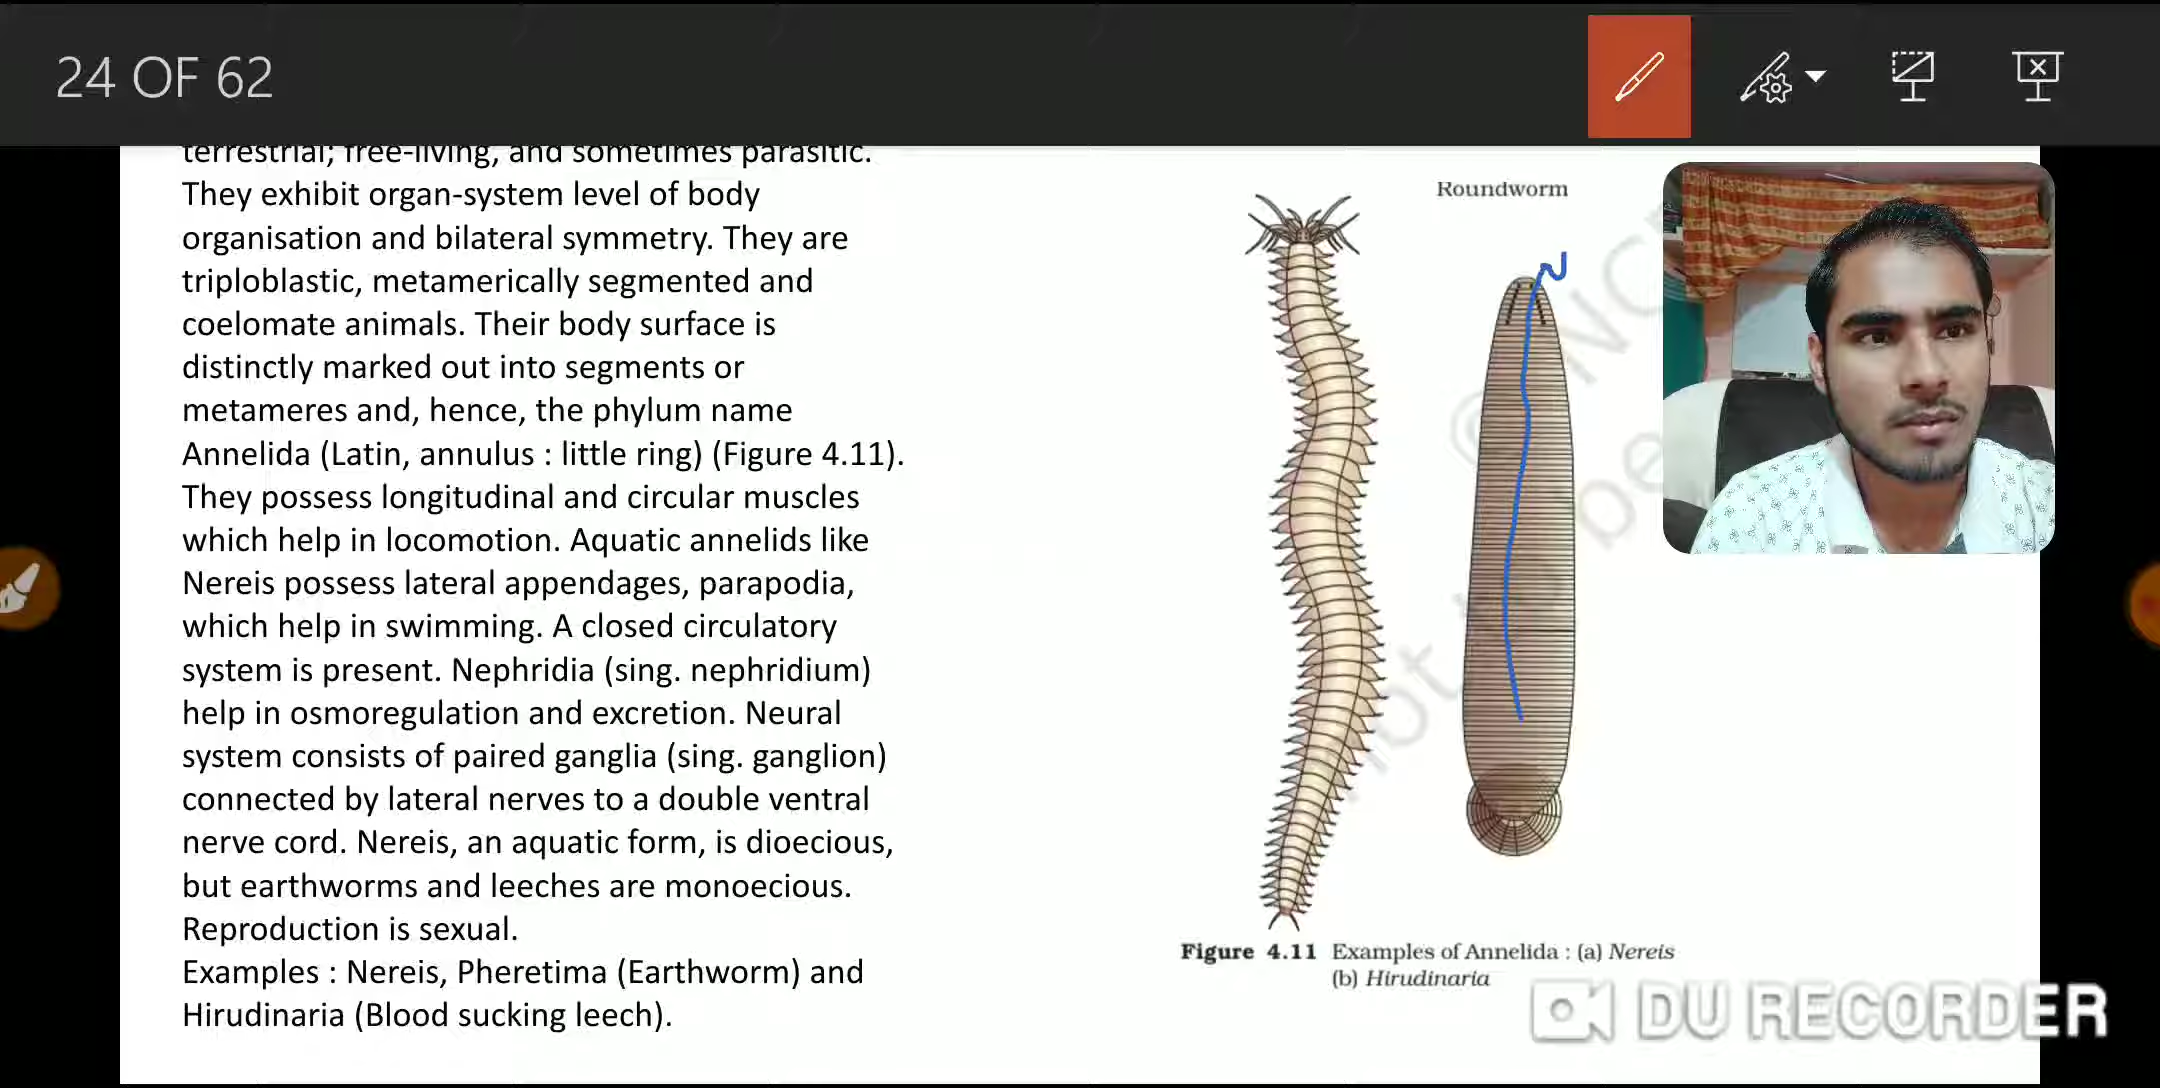 24 OF 62
terrestrial; free-living, and sometimes parasitic.
They exhibit organ-system level of body
organisation and bilateral symmetry. They are
triploblastic, metamerically segmented and
coelomate animals. Their body surface is
distinctly marked out into segments or
metameres and, hence, the phylum name
Annelida (Latin, annulus : little ring) (Figure 4.11).
They possess longitudinal and circular muscles
which help in locomotion. Aquatic annelids like
Nereis possess lateral appendages, parapodia,
which help in swimming. A closed circulatory
system is present. Nephridia (sing. nephridium)
help in osmoregulation and excretion. Neural
system consists of paired ganglia (sing. ganglion)
connected by lateral nerves to a double ventral
nerve cord. Nereis, an aquatic form, is dioecious,
but earthworms and leeches are monoecious.
Reproduction is sexual.
Examples : Nereis, Pheretima (Earthworm) and
Hirudinaria (Blood sucking leech).
Roundworm
Figure 4.11 Examples of Annelida : (a) Nereis
(b) Hirudinaria
DU RECORDER